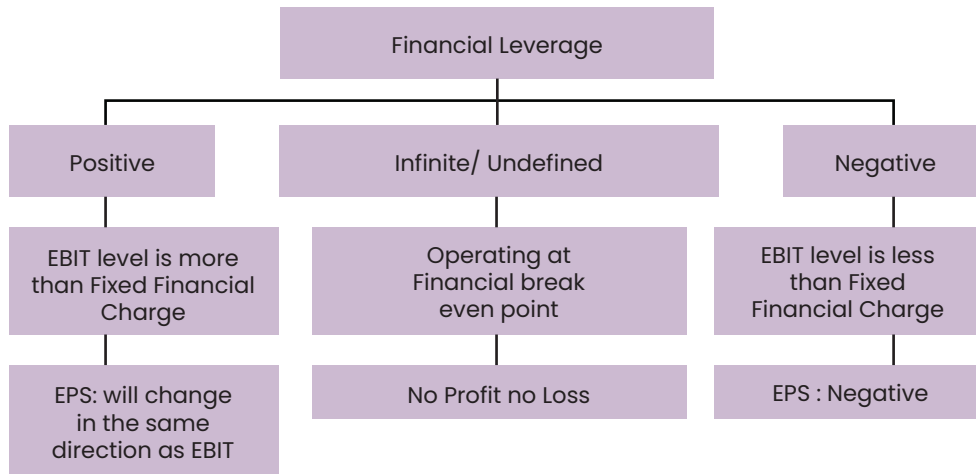 Financial Leverage
Positive
Infinite/ Undefined
Negative
EBIT level is more
than Fixed Financial
Charge
Operating at
Financial break
even point
EBIT level is less
than Fixed
Financial Charge
EPS: will change
in the same
direction as EBIT
No Profit no Loss
EPS : Negative